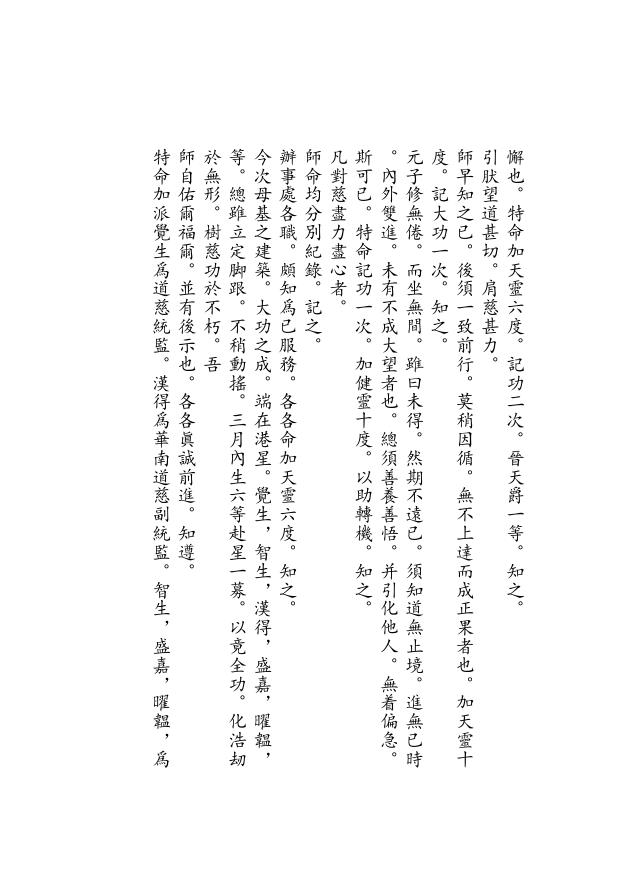 懈也。特命加天靈六度。記功二次。晉天爵一等。知之。
引肰望道甚切。肩慈甚力。
師早知之已。後須一致前行。莫稍因循。無不上達而成正果者也。加天靈十
度。記大功一次。知之。
元子修無倦。而坐無間。雖曰未得。然期不遠已。須知道無止境。進無已時
。內外雙進。未有不成大望者也。總須善養善悟。并引化他人。無着偏急。
斯可已。特命記功一次。加健靈十度。以助轉機。知之。
凡對慈盡力盡心者。
師命均分別紀錄。記之。
辦事處各職。頗知為已服務。各各命加天靈六度。知之。
今次母基之建築。大功之成。端在港星。覺生，智生，漢得，盛嘉，曜韞，
等。總雖立定脚跟。不稍動搖。三月內生六等赴星一募。以竟全功。化浩劫
於無形。樹慈功於不朽。吾
師自佑爾福爾。並有後示也。各各眞誠前進。知遵。
特命加派覺生為道慈統監。漢得為華南道慈副統監。智生，盛嘉，曜韞，為